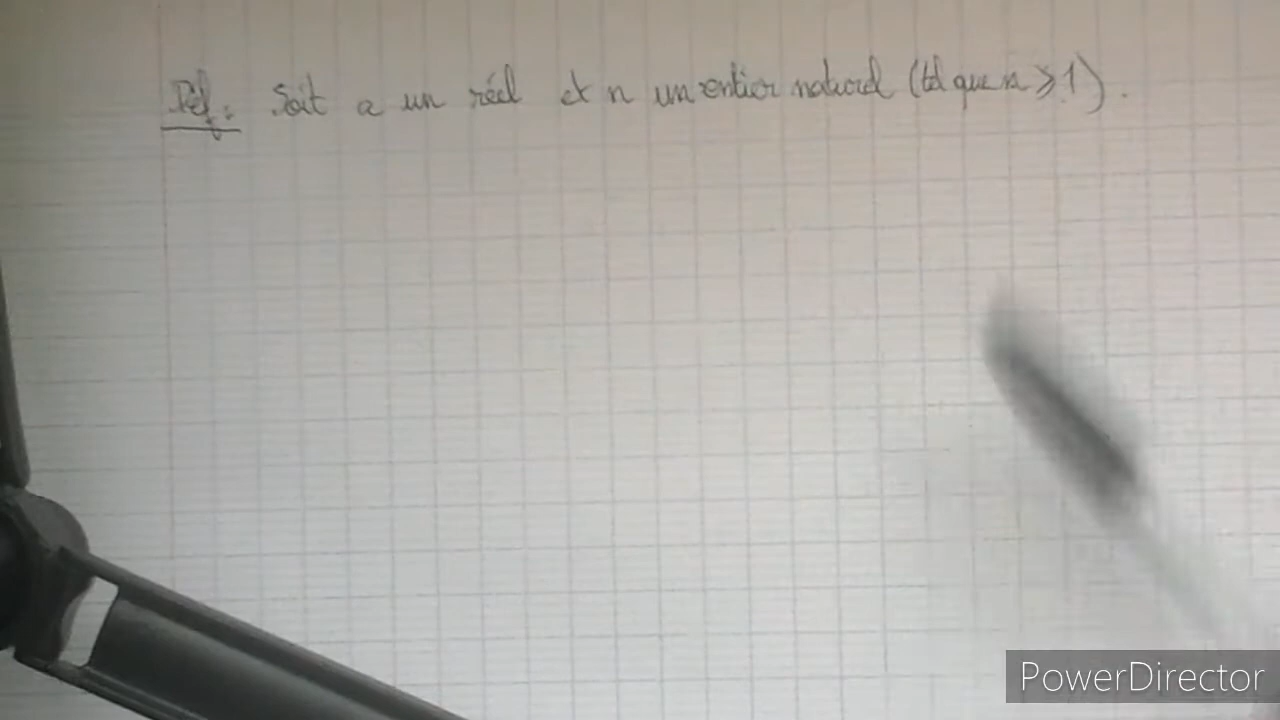 Déf : Soit a un réel et n un entier naturel (tel que n ⩾ 1).
PowerDirector